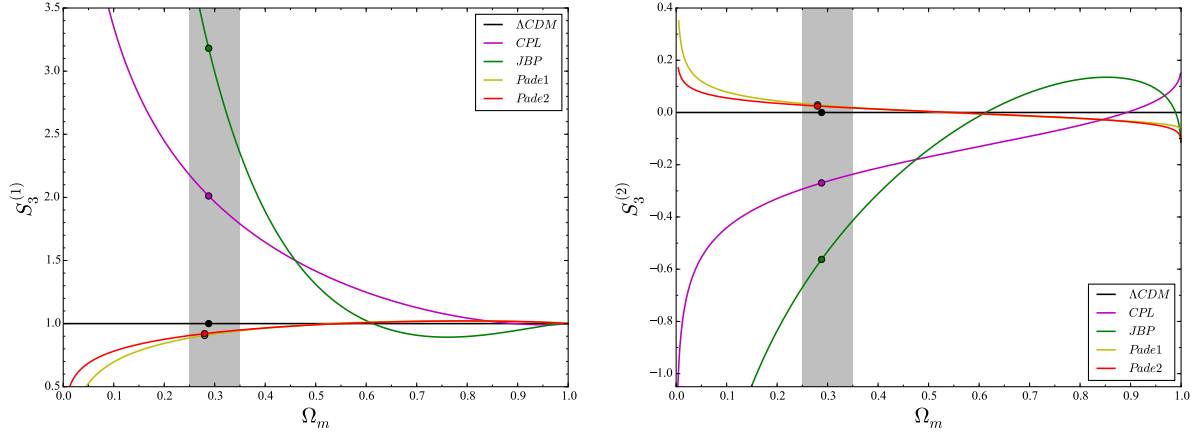 3.5
3.0
2.5
2.0
1.5
1.0
0.5
S_3^{(1)}
ΛCDM
CPL
JBP
Pade1
Pade2
0.0 0.1 0.2 0.3 0.4 0.5 0.6 0.7 0.8 0.9 1.0
Ω_m
0.4
0.2
0.0
−0.2
−0.4
−0.6
−0.8
−1.0
S_3^{(2)}
ΛCDM
CPL
JBP
Pade1
Pade2
0.0 0.1 0.2 0.3 0.4 0.5 0.6 0.7 0.8 0.9 1.0
Ω_m